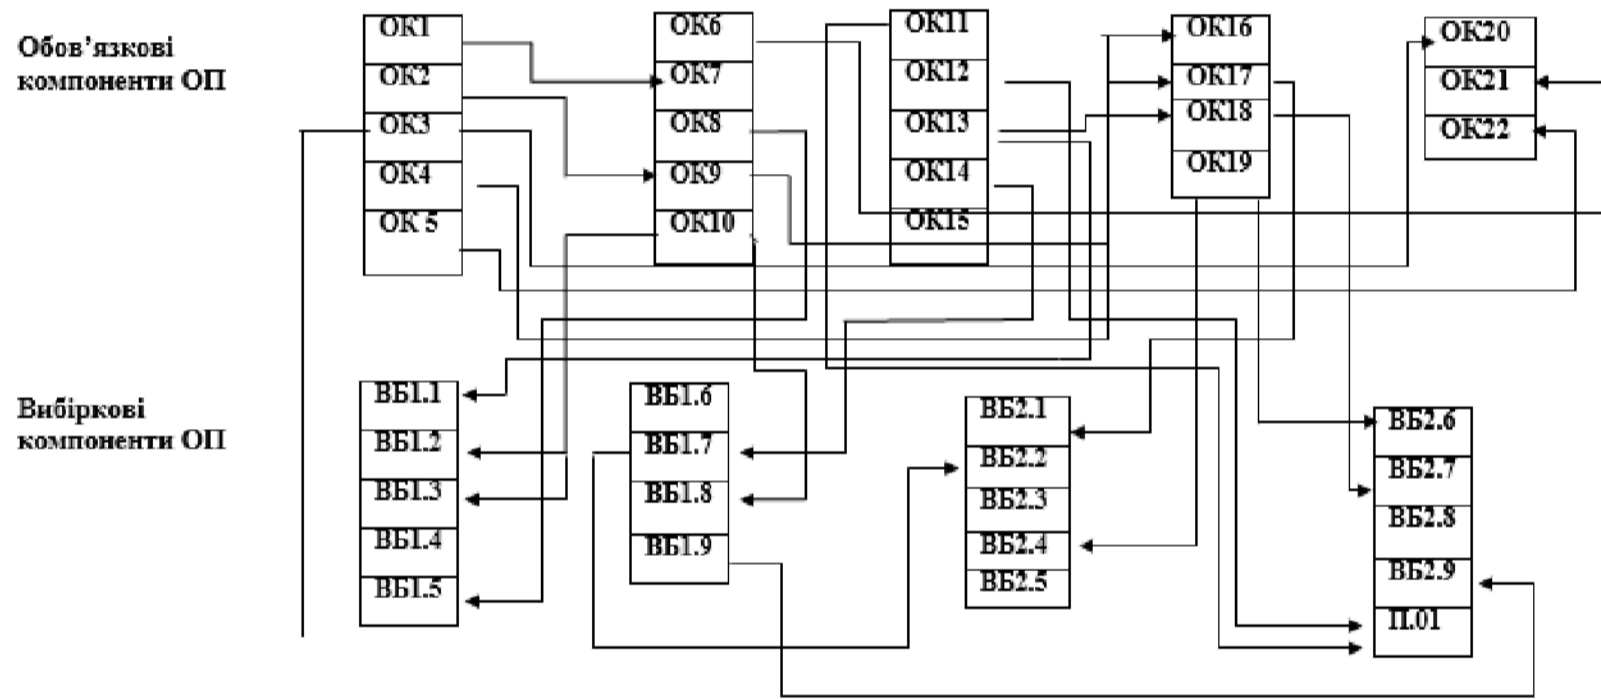 Обов’язкові
компоненти ОП
ОК1
ОК2
ОК3
ОК4
ОК 5
ОК6
ОК7
ОК8
ОК9
ОК10
ОК11
ОК12
ОК13
ОК14
ОК15
ОК16
ОК17
ОК18
ОК19
ОК20
ОК21
ОК22
Вибіркові
компоненти ОП
ВБ1.1
ВБ1.2
ВБ1.3
ВБ1.4
ВБ1.5
ВБ1.6
ВБ1.7
ВБ1.8
ВБ1.9
ВБ2.1
ВБ2.2
ВБ2.3
ВБ2.4
ВБ2.5
ВБ2.6
ВБ2.7
ВБ2.8
ВБ2.9
П.01